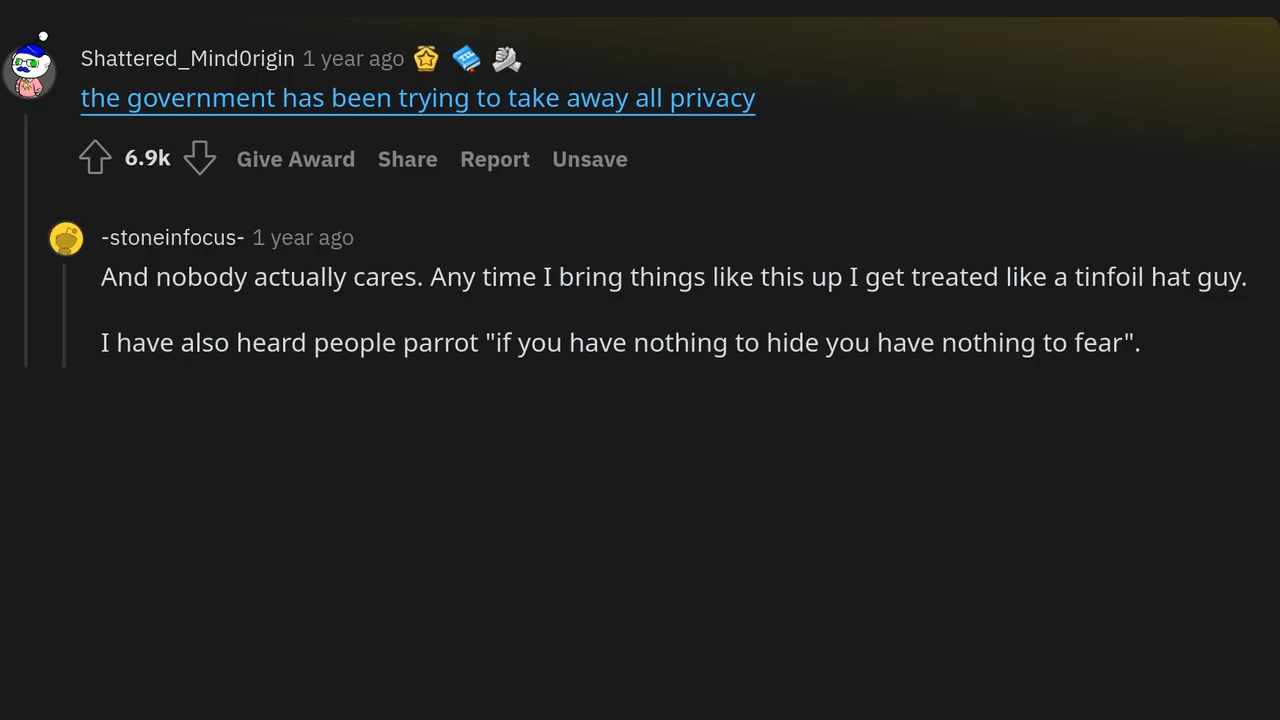 Shattered_Mind0rigin 1 year ago
the government has been trying to take away all privacy
6.9k Give Award Share Report Unsave
-stoneinfocus- 1 year ago
And nobody actually cares. Any time I bring things like this up I get treated like a tinfoil hat guy.
I have also heard people parrot "if you have nothing to hide you have nothing to fear".